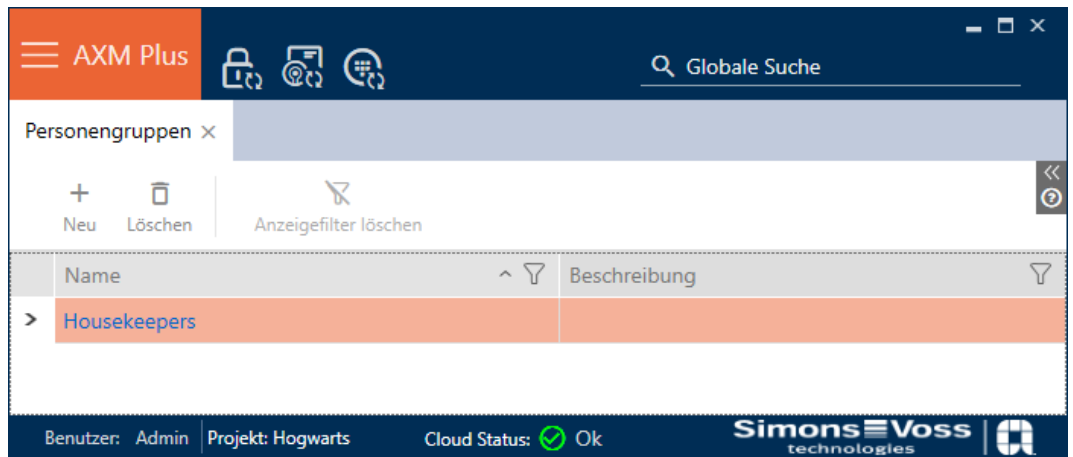 AXM Plus
Globale Suche
Personengruppen
Neu Löschen Anzeigefilter löschen
Name Beschreibung
Housekeepers
Benutzer: Admin Projekt: Hogwarts Cloud Status: Ok SimonsVoss
technologies